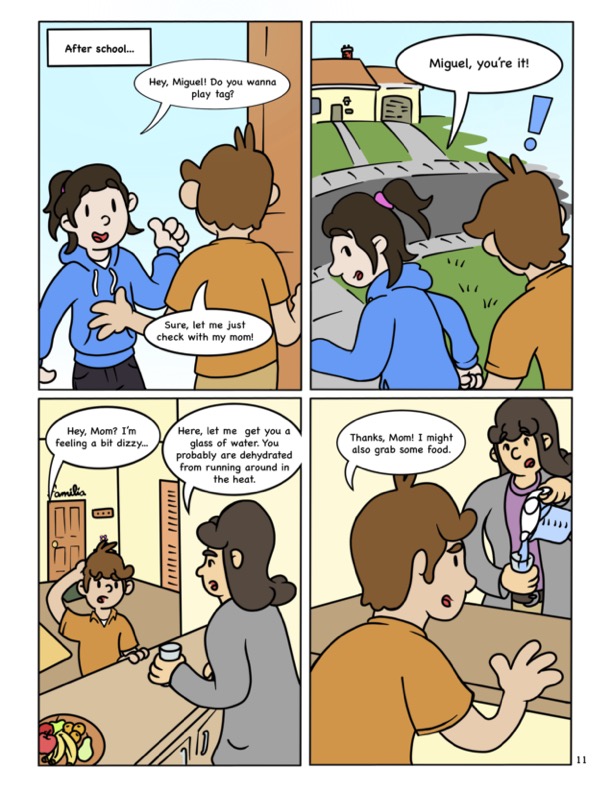 After school...
Hey, Miguel! Do you wanna
play tag?
Sure, let me just
check with my mom!
Miguel, you're it!
!
Hey, Mom? I'm
feeling a bit dizzy...
Here, let me get you a
glass of water. You
probably are dehydrated
from running around in
the heat.
familia
Thanks, Mom! I might
also grab some food.
11